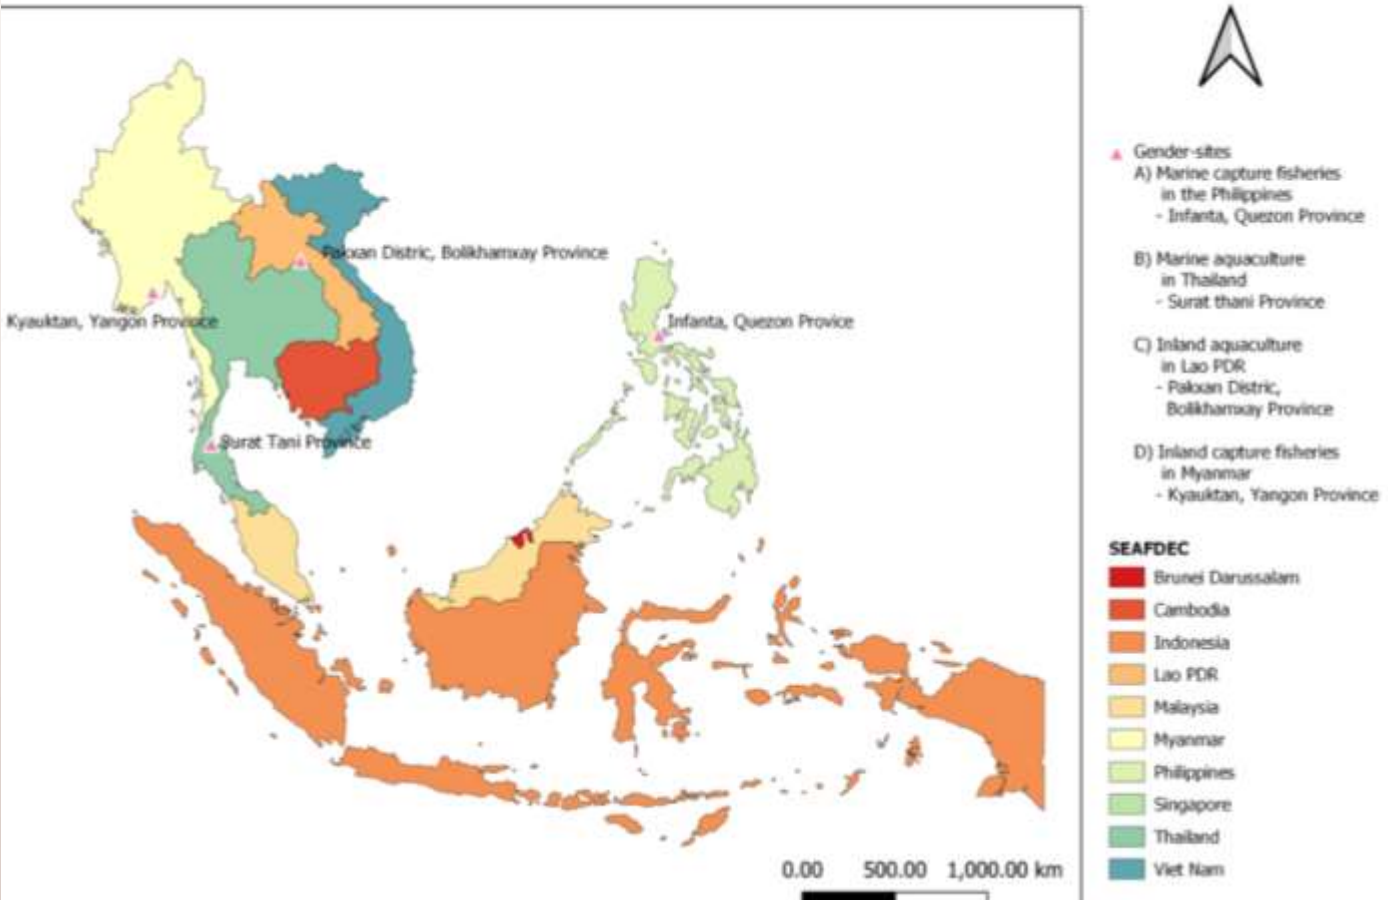 Pakxan Distric, Bolikhamxay Province
Kyauktan, Yangon Province
Infanta, Quezon Provice
Surat Tani Province
0.00 500.00 1,000.00 km
Gender-sites
A) Marine capture fisheries
in the Philippines
- Infanta, Quezon Province
B) Marine aquaculture
in Thailand
- Surat thani Province
C) Inland aquaculture
in Lao PDR
- Pakxan Distric,
Bolikhamxay Province
D) Inland capture fisheries
in Myanmar
- Kyauktan, Yangon Province
SEAFDEC
Brunei Darussalam
Cambodia
Indonesia
Lao PDR
Malaysia
Myanmar
Philippines
Singapore
Thailand
Viet Nam